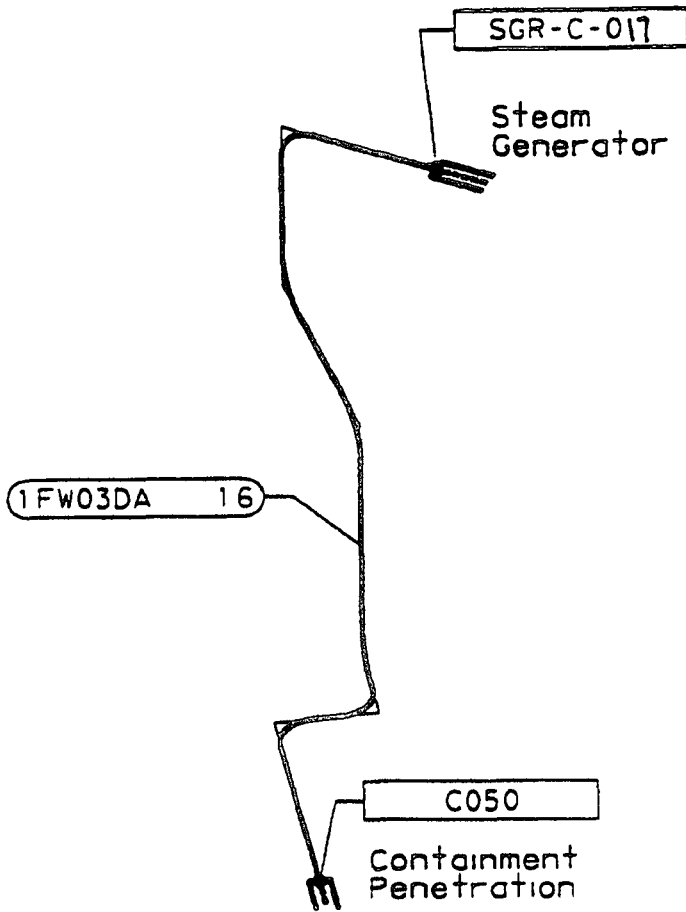 SGR-C-017
Steam
Generator
1FW03DA 16
C050
Containment
Penetration